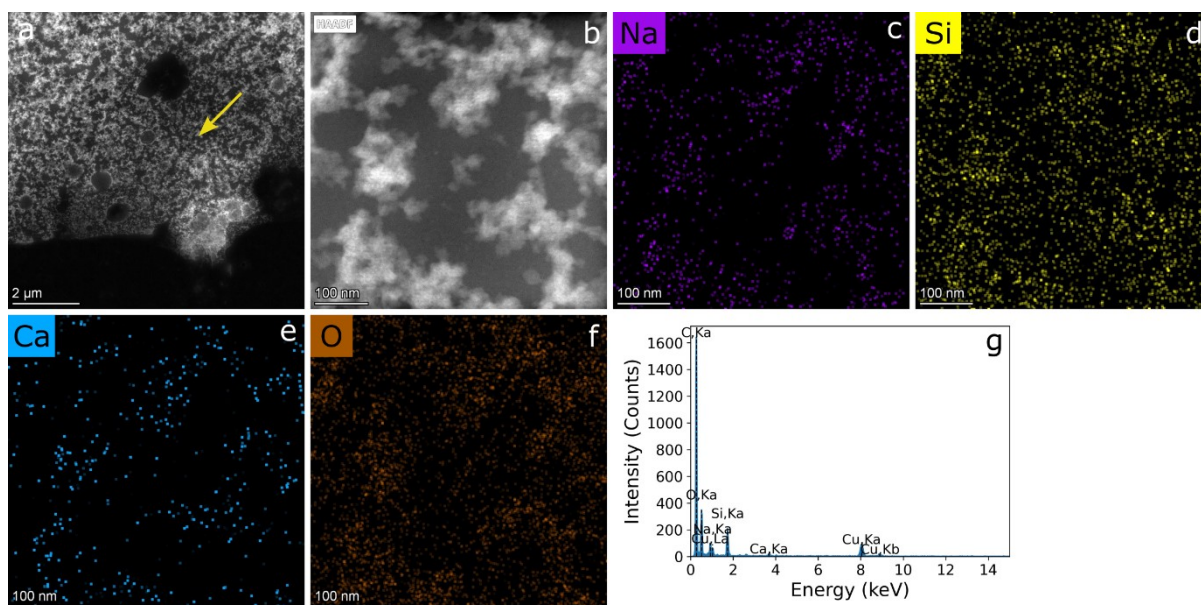 a
2 µm
HAADF
b
100 nm
Na
c
100 nm
Si
d
100 nm
Ca
e
100 nm
O
f
100 nm
g
C,Ka
1600
1400
1200
1000
800
600
400
200
0
O,Ka
Si,Ka
Na,Ka
Cu,La
Ca,Ka
Cu,Ka
Cu,Kb
0 2 4 6 8 10 12 14
Intensity (Counts)
Energy (keV)